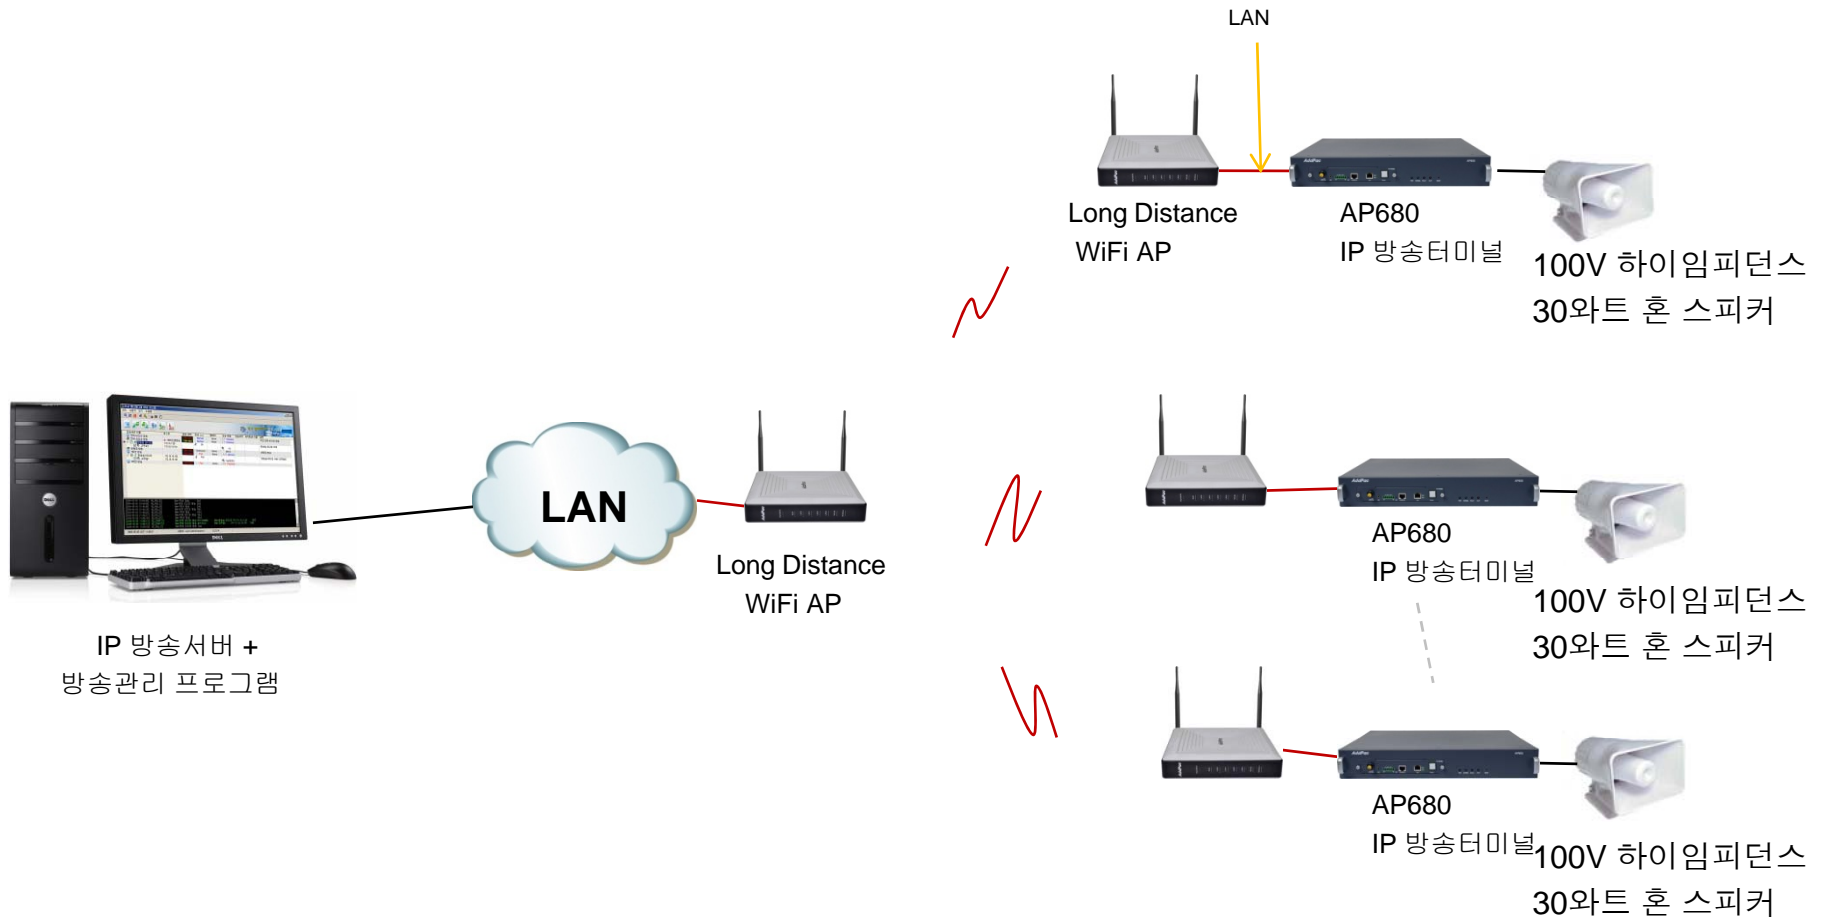 LAN
Long Distance
WiFi AP
AP680
IP 방송터미널
100V 하이임피던스
30와트 혼 스피커
LAN
Long Distance
WiFi AP
IP 방송서버 +
방송관리 프로그램
AP680
IP 방송터미널
100V 하이임피던스
30와트 혼 스피커
AP680
IP 방송터미널
100V 하이임피던스
30와트 혼 스피커